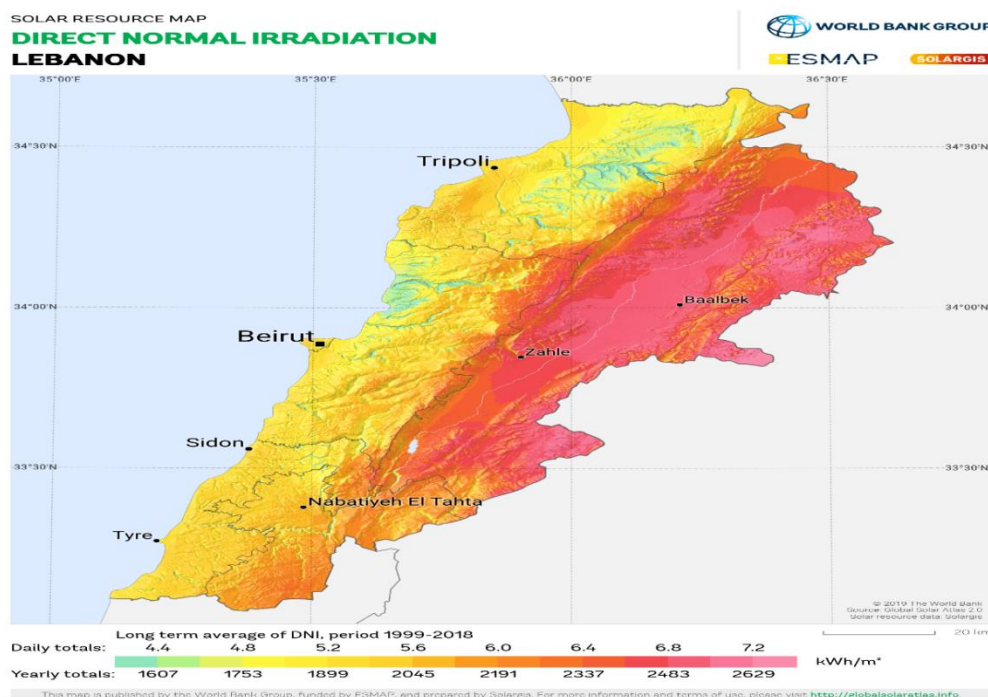 SOLAR RESOURCE MAP
DIRECT NORMAL IRRADIATION
LEBANON
WORLD BANK GROUP
ESMAP
SOLARGIS
35°00'E 35°30'E 36°00'E 36°30'E
34°30'N 34°30'N
Tripoli
34°00'N 34°00'N
Baalbek
Beirut
Zahle
Sidon
33°30'N 33°30'N
Nabatiyeh El Tahta
Tyre
© 2019 The World Bank
Source: Global Solar Atlas 2.0
Solar resource data: Solargis
20 km
Long term average of DNI, period 1999-2018
Daily totals: 4.4 4.8 5.2 5.6 6.0 6.4 6.8 7.2
kWh/m²
Yearly totals: 1607 1753 1899 2045 2191 2337 2483 2629
This map is published by the World Bank Group, funded by ESMAP, and prepared by Solargis. For more information and terms of use, please visit http://globalsolaratlas.info